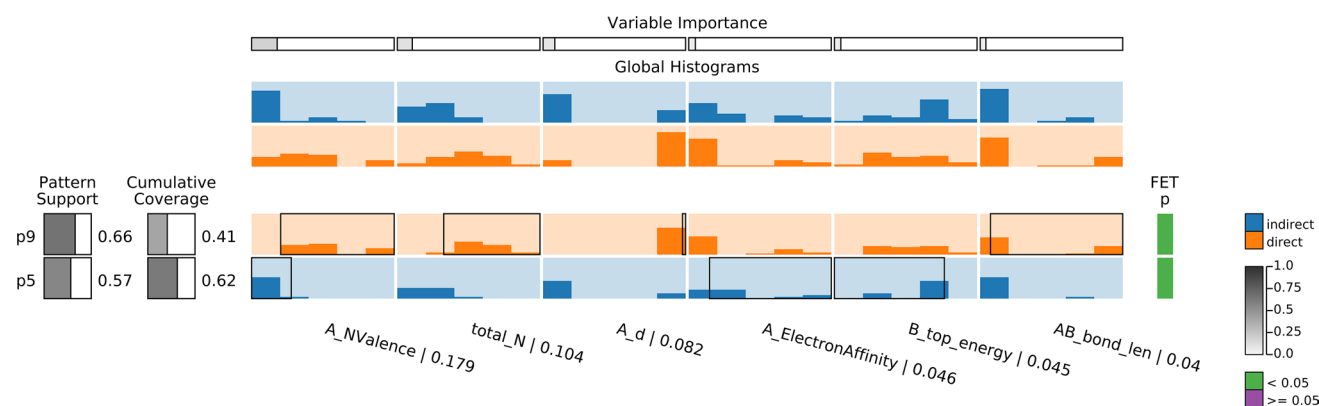 Variable Importance
Global Histograms
Pattern
Support
Cumulative
Coverage
FET
p
p9
0.66
0.41
p5
0.57
0.62
indirect
direct
1.0
0.75
0.50
0.25
0.0
< 0.05
>= 0.05
A_NValence | 0.179
total_N | 0.104
A_d | 0.082
A_ElectronAffinity | 0.046
B_top_energy | 0.045
AB_bond_len | 0.04